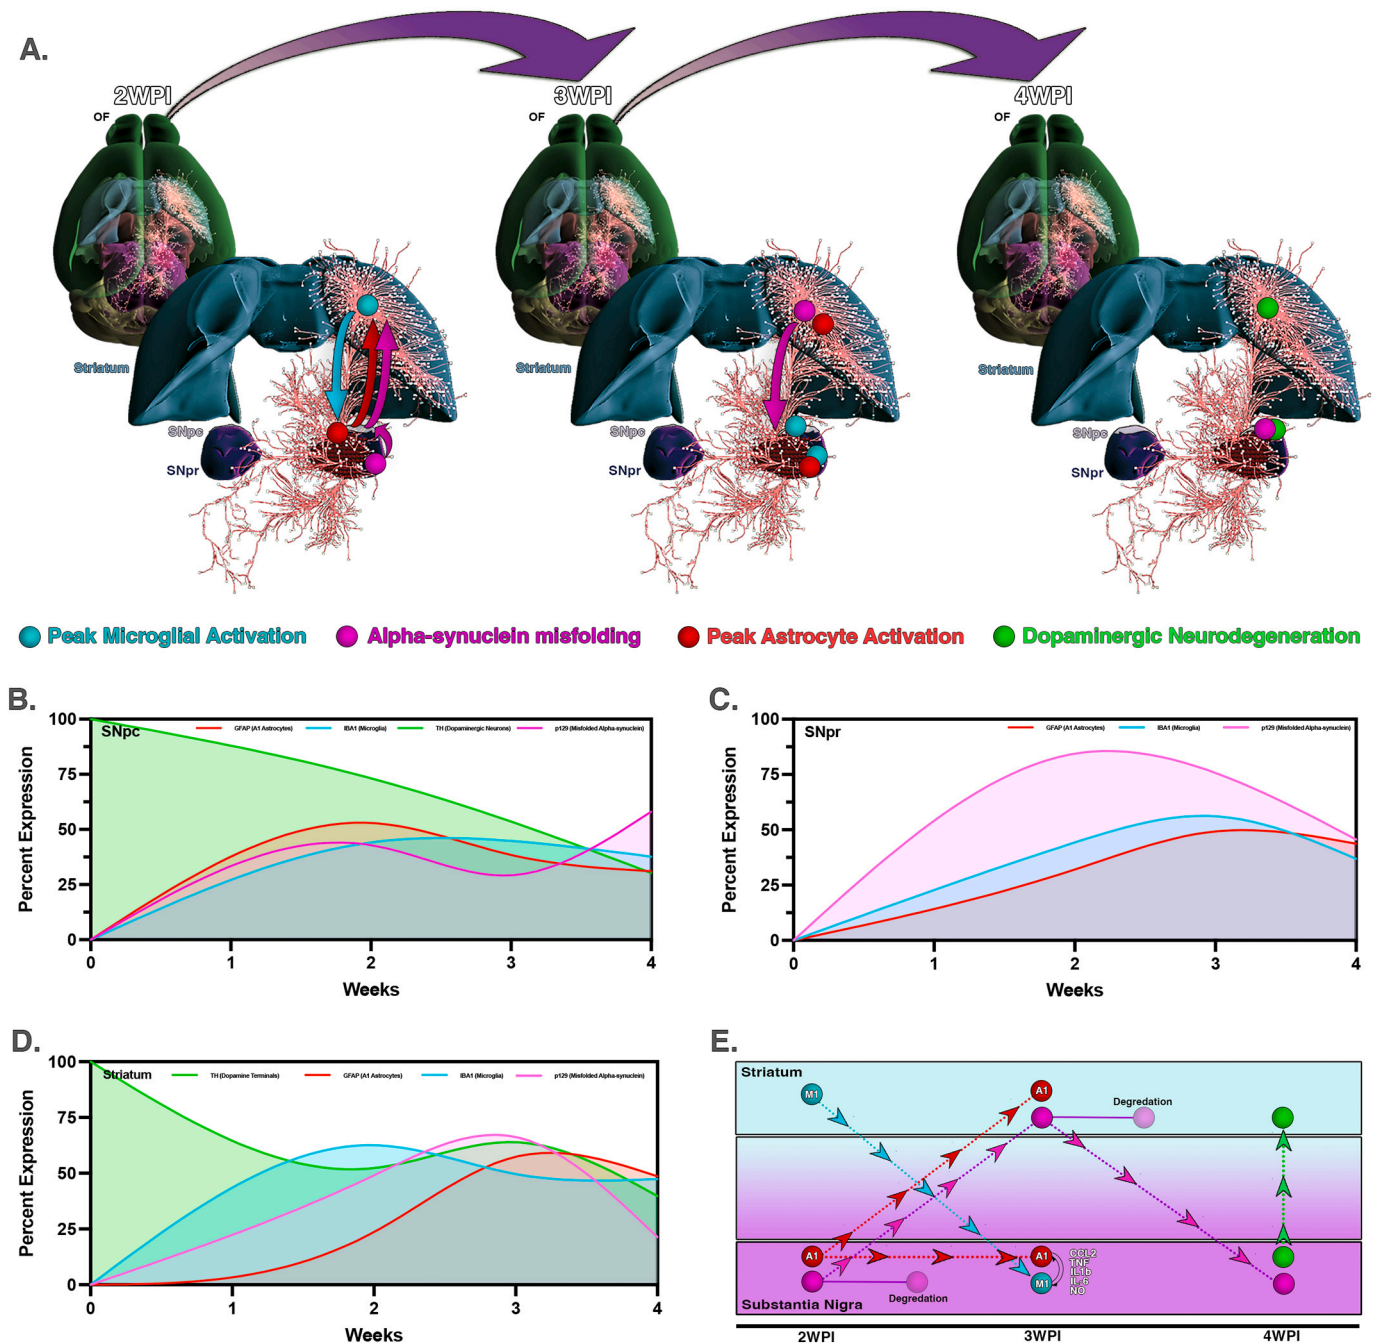 A.
2WPI
3WPI
4WPI
OF
OF
OF
Striatum
SNpc
SNpr
Striatum
SNpc
SNpr
Striatum
SNpc
SNpr
Peak Microglial Activation
Alpha-synuclein misfolding
Peak Astrocyte Activation
Dopaminergic Neurodegeneration
B.
SNpc
GFAP (A1 Astrocytes)
IBA1 (Microglia)
TH (Dopaminergic Neurons)
p129 (Misfolded Alpha-synuclein)
Percent Expression
100
75
50
25
0
0 1 2 3 4
Weeks
C.
SNpr
GFAP (A1 Astrocytes)
IBA1 (Microglia)
p129 (Misfolded Alpha-synuclein)
Percent Expression
100
75
50
25
0
0 1 2 3 4
Weeks
D.
Striatum
TH (Dopamine Terminals)
GFAP (A1 Astrocytes)
IBA1 (Microglia)
p129 (Misfolded Alpha-synuclein)
Percent Expression
100
75
50
25
0
0 1 2 3 4
Weeks
E.
Striatum
M1
A1
Degredation
A1
A1
M1
CCL2
TNF
IL1b
IL-6
NO
Degredation
Substantia Nigra
2WPI
3WPI
4WPI